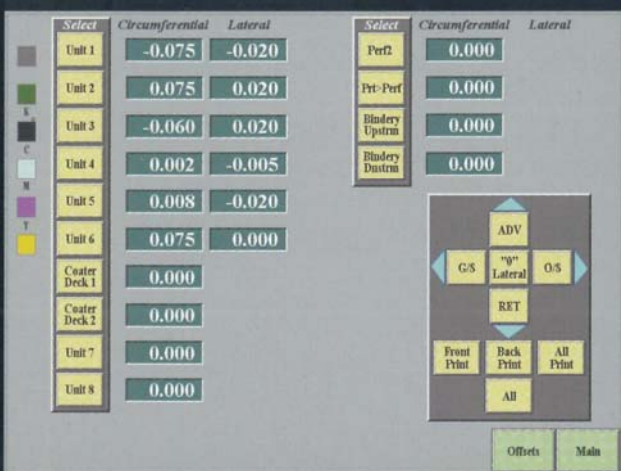 Select Circumferential Lateral
Unit 1 -0.075 -0.020
Unit 2 0.075 0.020
K
Unit 3 -0.060 0.020
C
Unit 4 0.002 -0.005
M
Unit 5 0.008 -0.020
Y
Unit 6 0.075 0.000
Coater
Deck 1 0.000
Coater
Deck 2 0.000
Unit 7 0.000
Unit 8 0.000
Select Circumferential Lateral
Perf2 0.000
Prt>Perf 0.000
Bindery
Upstrm 0.000
Bindery
Dnstrm 0.000
ADV
G/S "0"
Lateral O/S
RET
Front
Print
Back
Print
All
Print
All
Offsets Main